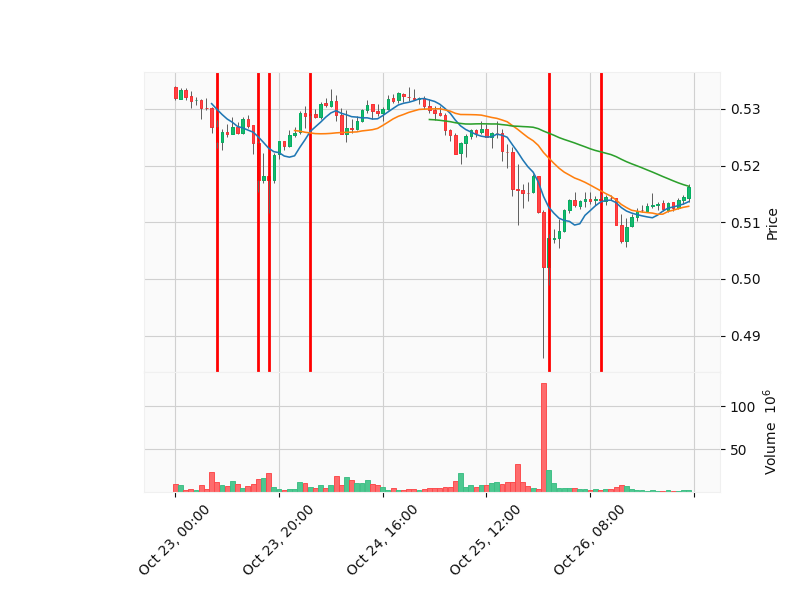 0.53
0.52
0.51
0.50
0.49
Price
100
50
Volume 10^6
Oct 23, 00:00
Oct 23, 20:00
Oct 24, 16:00
Oct 25, 12:00
Oct 26, 08:00